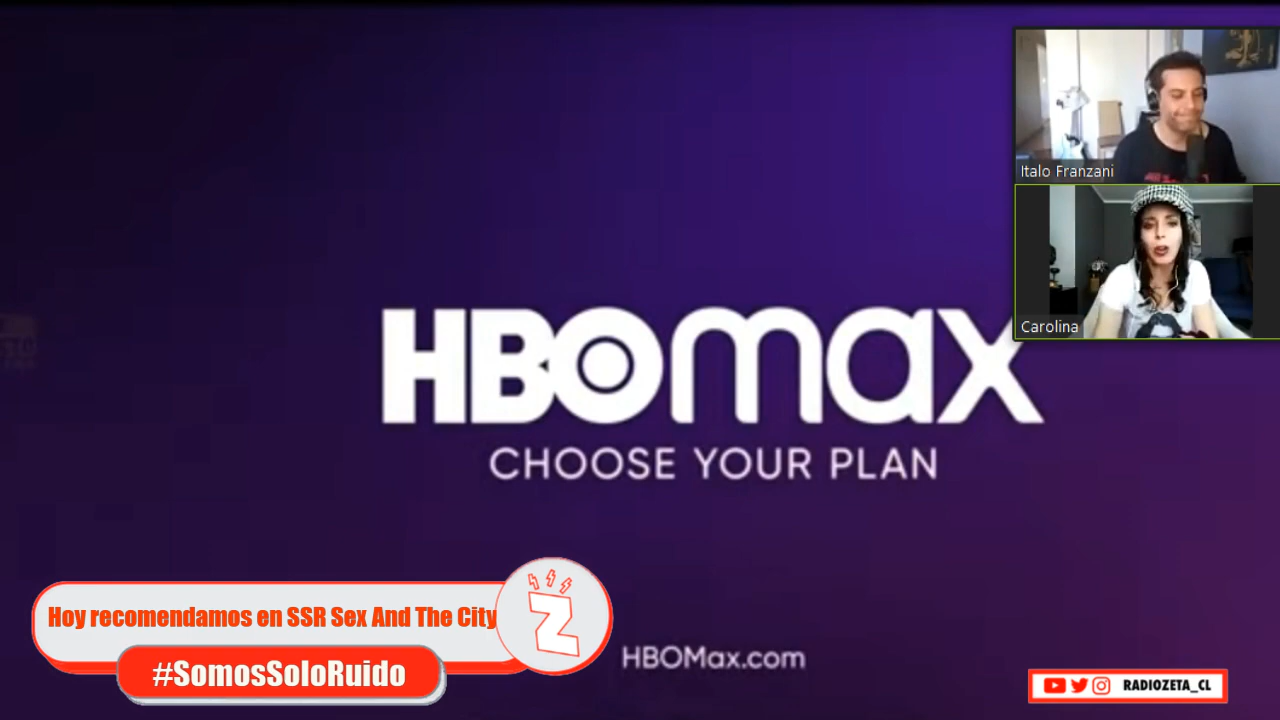 Italo Franzani
Carolina
HBOMAX
CHOOSE YOUR PLAN
Hoy recomendamos en SSR Sex And The City
Z
#SomosSoloRuido
HBOMax.com
RADIOZETA_CL